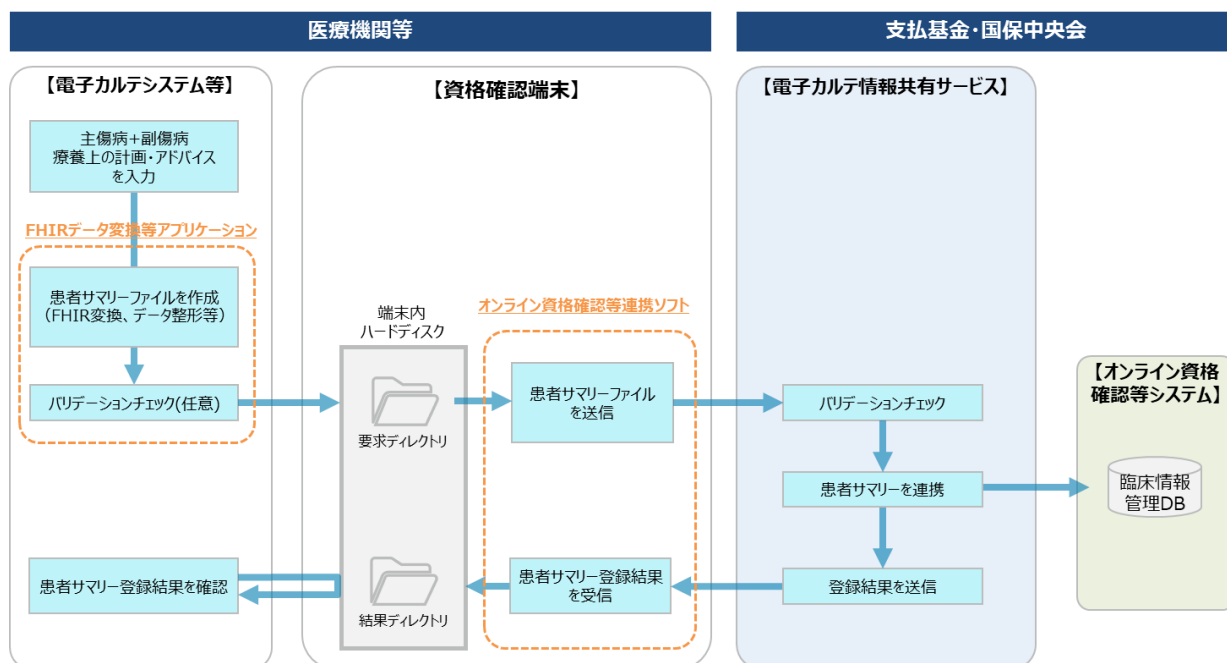 医療機関等
支払基金・国保中央会
【電子カルテシステム等】
【資格確認端末】
【電子カルテ情報共有サービス】
主傷病+副傷病
療養上の計画・アドバイス
を入力
FHIRデータ変換等アプリケーション
患者サマリーファイルを作成
(FHIR変換、データ整形等)
バリデーションチェック(任意)
端末内
ハードディスク
要求ディレクトリ
オンライン資格確認等連携ソフト
患者サマリーファイル
を送信
バリデーションチェック
患者サマリーを連携
【オンライン資格
確認等システム】
臨床情報
管理DB
患者サマリー登録結果を確認
結果ディレクトリ
患者サマリー登録結果
を受信
登録結果を送信